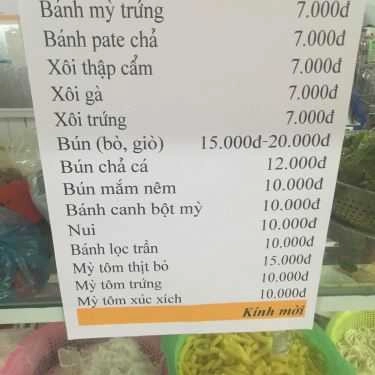 Bánh mỳ trứng 7.000đ
Bánh pate chả 7.000đ
Xôi thập cẩm 7.000đ
Xôi gà 7.000đ
Xôi trứng 7.000đ
Bún (bò, giò) 15.000đ-20.000đ
Bún chả cá 12.000đ
Bún mắm nêm 10.000đ
Bánh canh bột mỳ 10.000đ
Nui 10.000đ
Bánh lọc trần 10.000đ
Mỳ tôm thịt bò 15.000đ
Mỳ tôm trứng 10.000đ
Mỳ tôm xúc xích 10.000đ
Kính mời